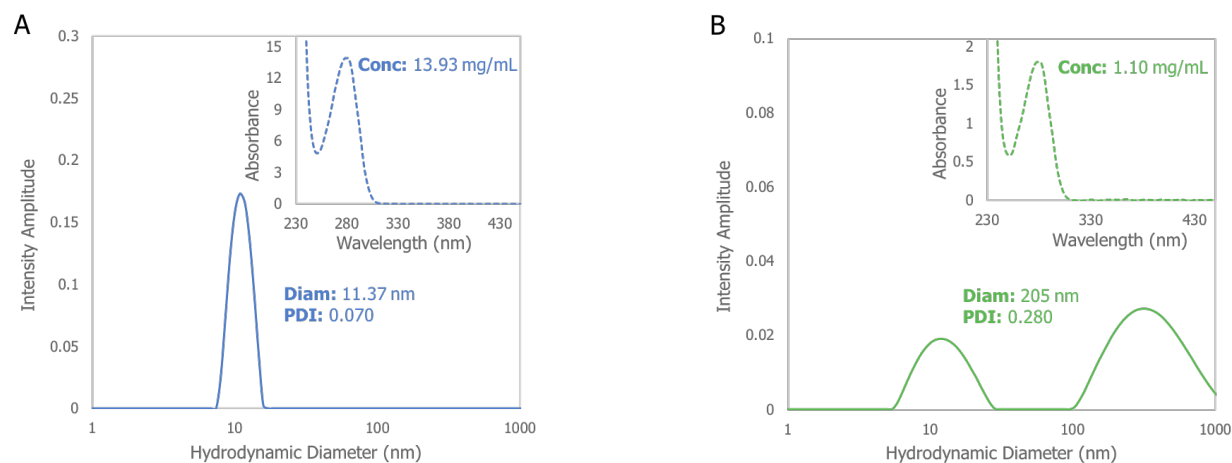 A
0.3
0.25
0.2
0.15
0.1
0.05
0
1
10
100
1000
Intensity Amplitude
Hydrodynamic Diameter (nm)
15
12
9
6
3
0
230
280
330
380
430
Absorbance
Wavelength (nm)
Conc: 13.93 mg/mL
Diam: 11.37 nm
PDI: 0.070
B
0.1
0.08
0.06
0.04
0.02
0
1
10
100
1000
Intensity Amplitude
Hydrodynamic Diameter (nm)
2
1.5
1
0.5
0
230
330
430
Absorbance
Wavelength (nm)
Conc: 1.10 mg/mL
Diam: 205 nm
PDI: 0.280